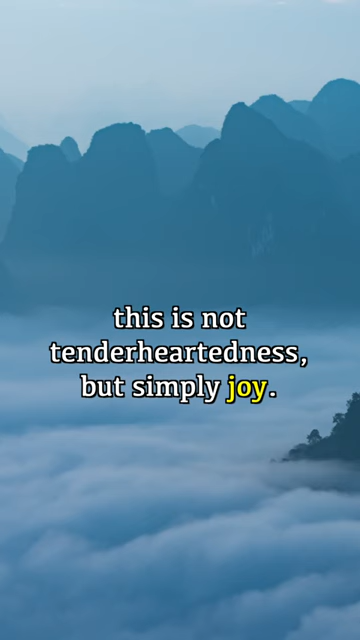 this is not
tenderheartedness,
but simply joy.